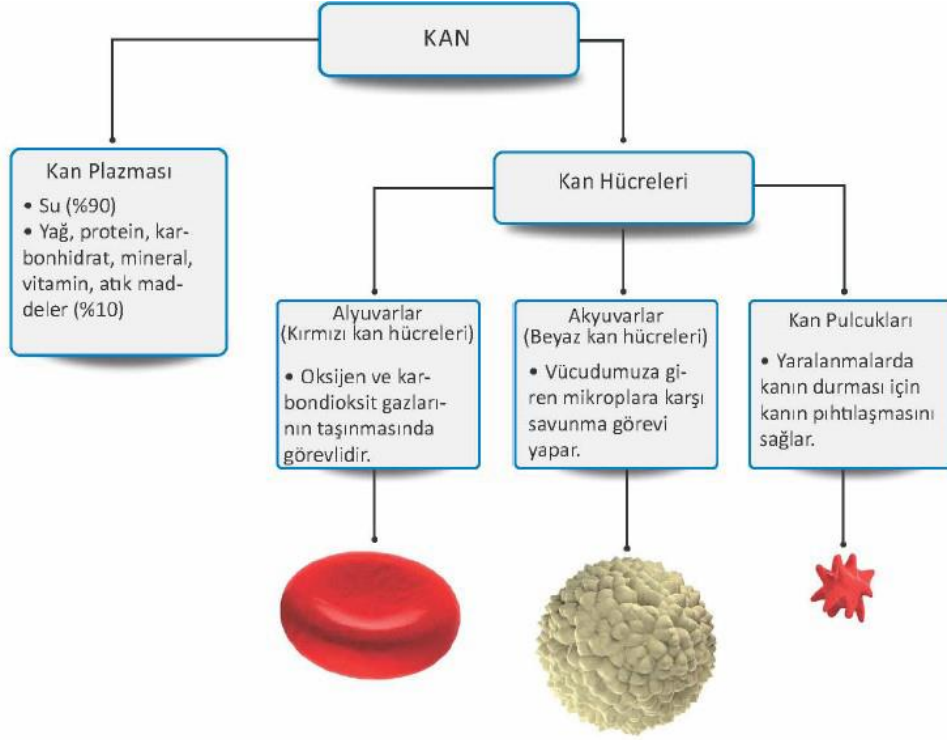 KAN
Kan Plazması
• Su (%90)
• Yağ, protein, kar-
bonhidrat, mineral,
vitamin, atık mad-
deler (%10)
Kan Hücreleri
Alyuvarlar
(Kırmızı kan hücreleri)
• Oksijen ve kar-
bondioksit gazları-
nın taşınmasında
görevlidir.
Akyuvarlar
(Beyaz kan hücreleri)
• Vücudumuza gi-
ren mikroplara karşı
savunma görevi
yapar.
Kan Pulcukları
• Yaralanmalarda
kanın durması için
kanın pıhtılaşmasını
sağlar.